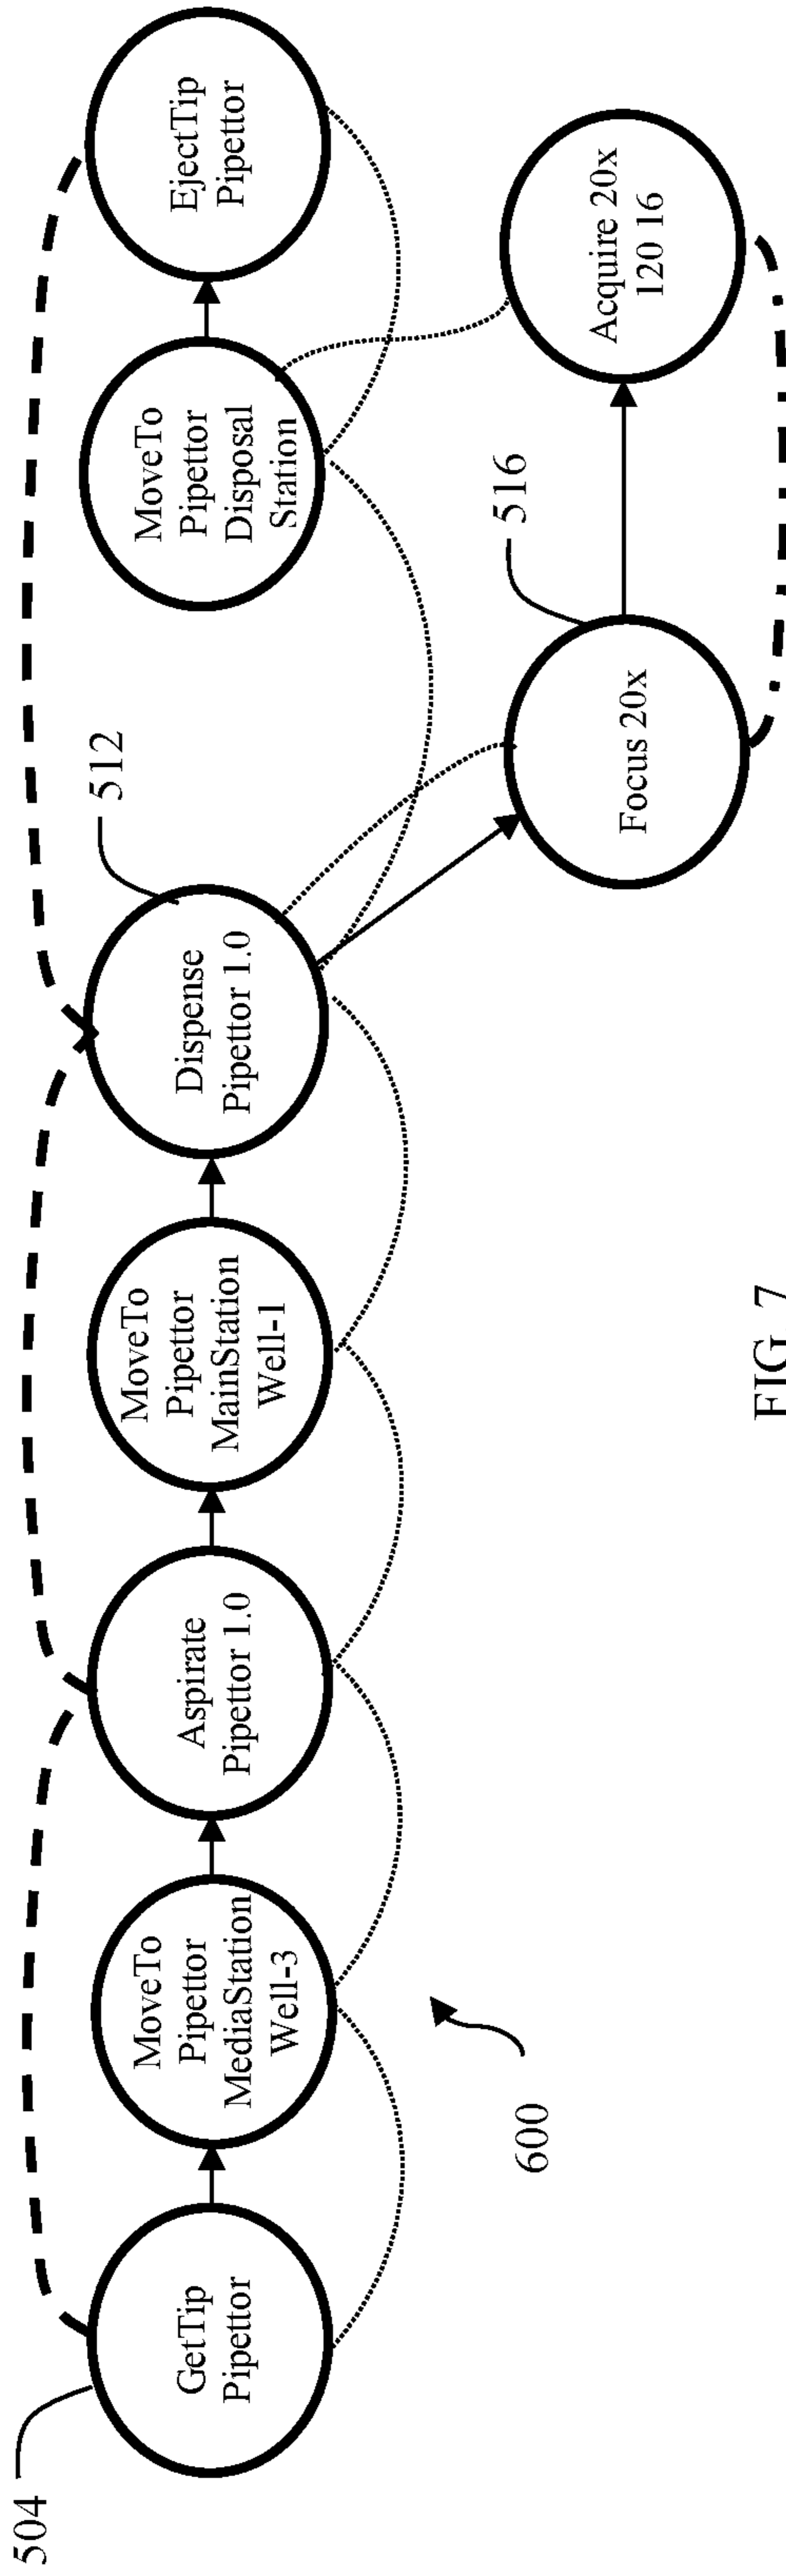 504
GetTip
Pipettor
MoveTo
Pipettor
MediaStation
Well-3
Aspirate
Pipettor 1.0
MoveTo
Pipettor
MainStation
Well-1
Dispense
Pipettor 1.0
512
MoveTo
Pipettor
Disposal
Station
EjectTip
Pipettor
600
Focus 20x
516
Acquire 20x
120 16
FIG. 7